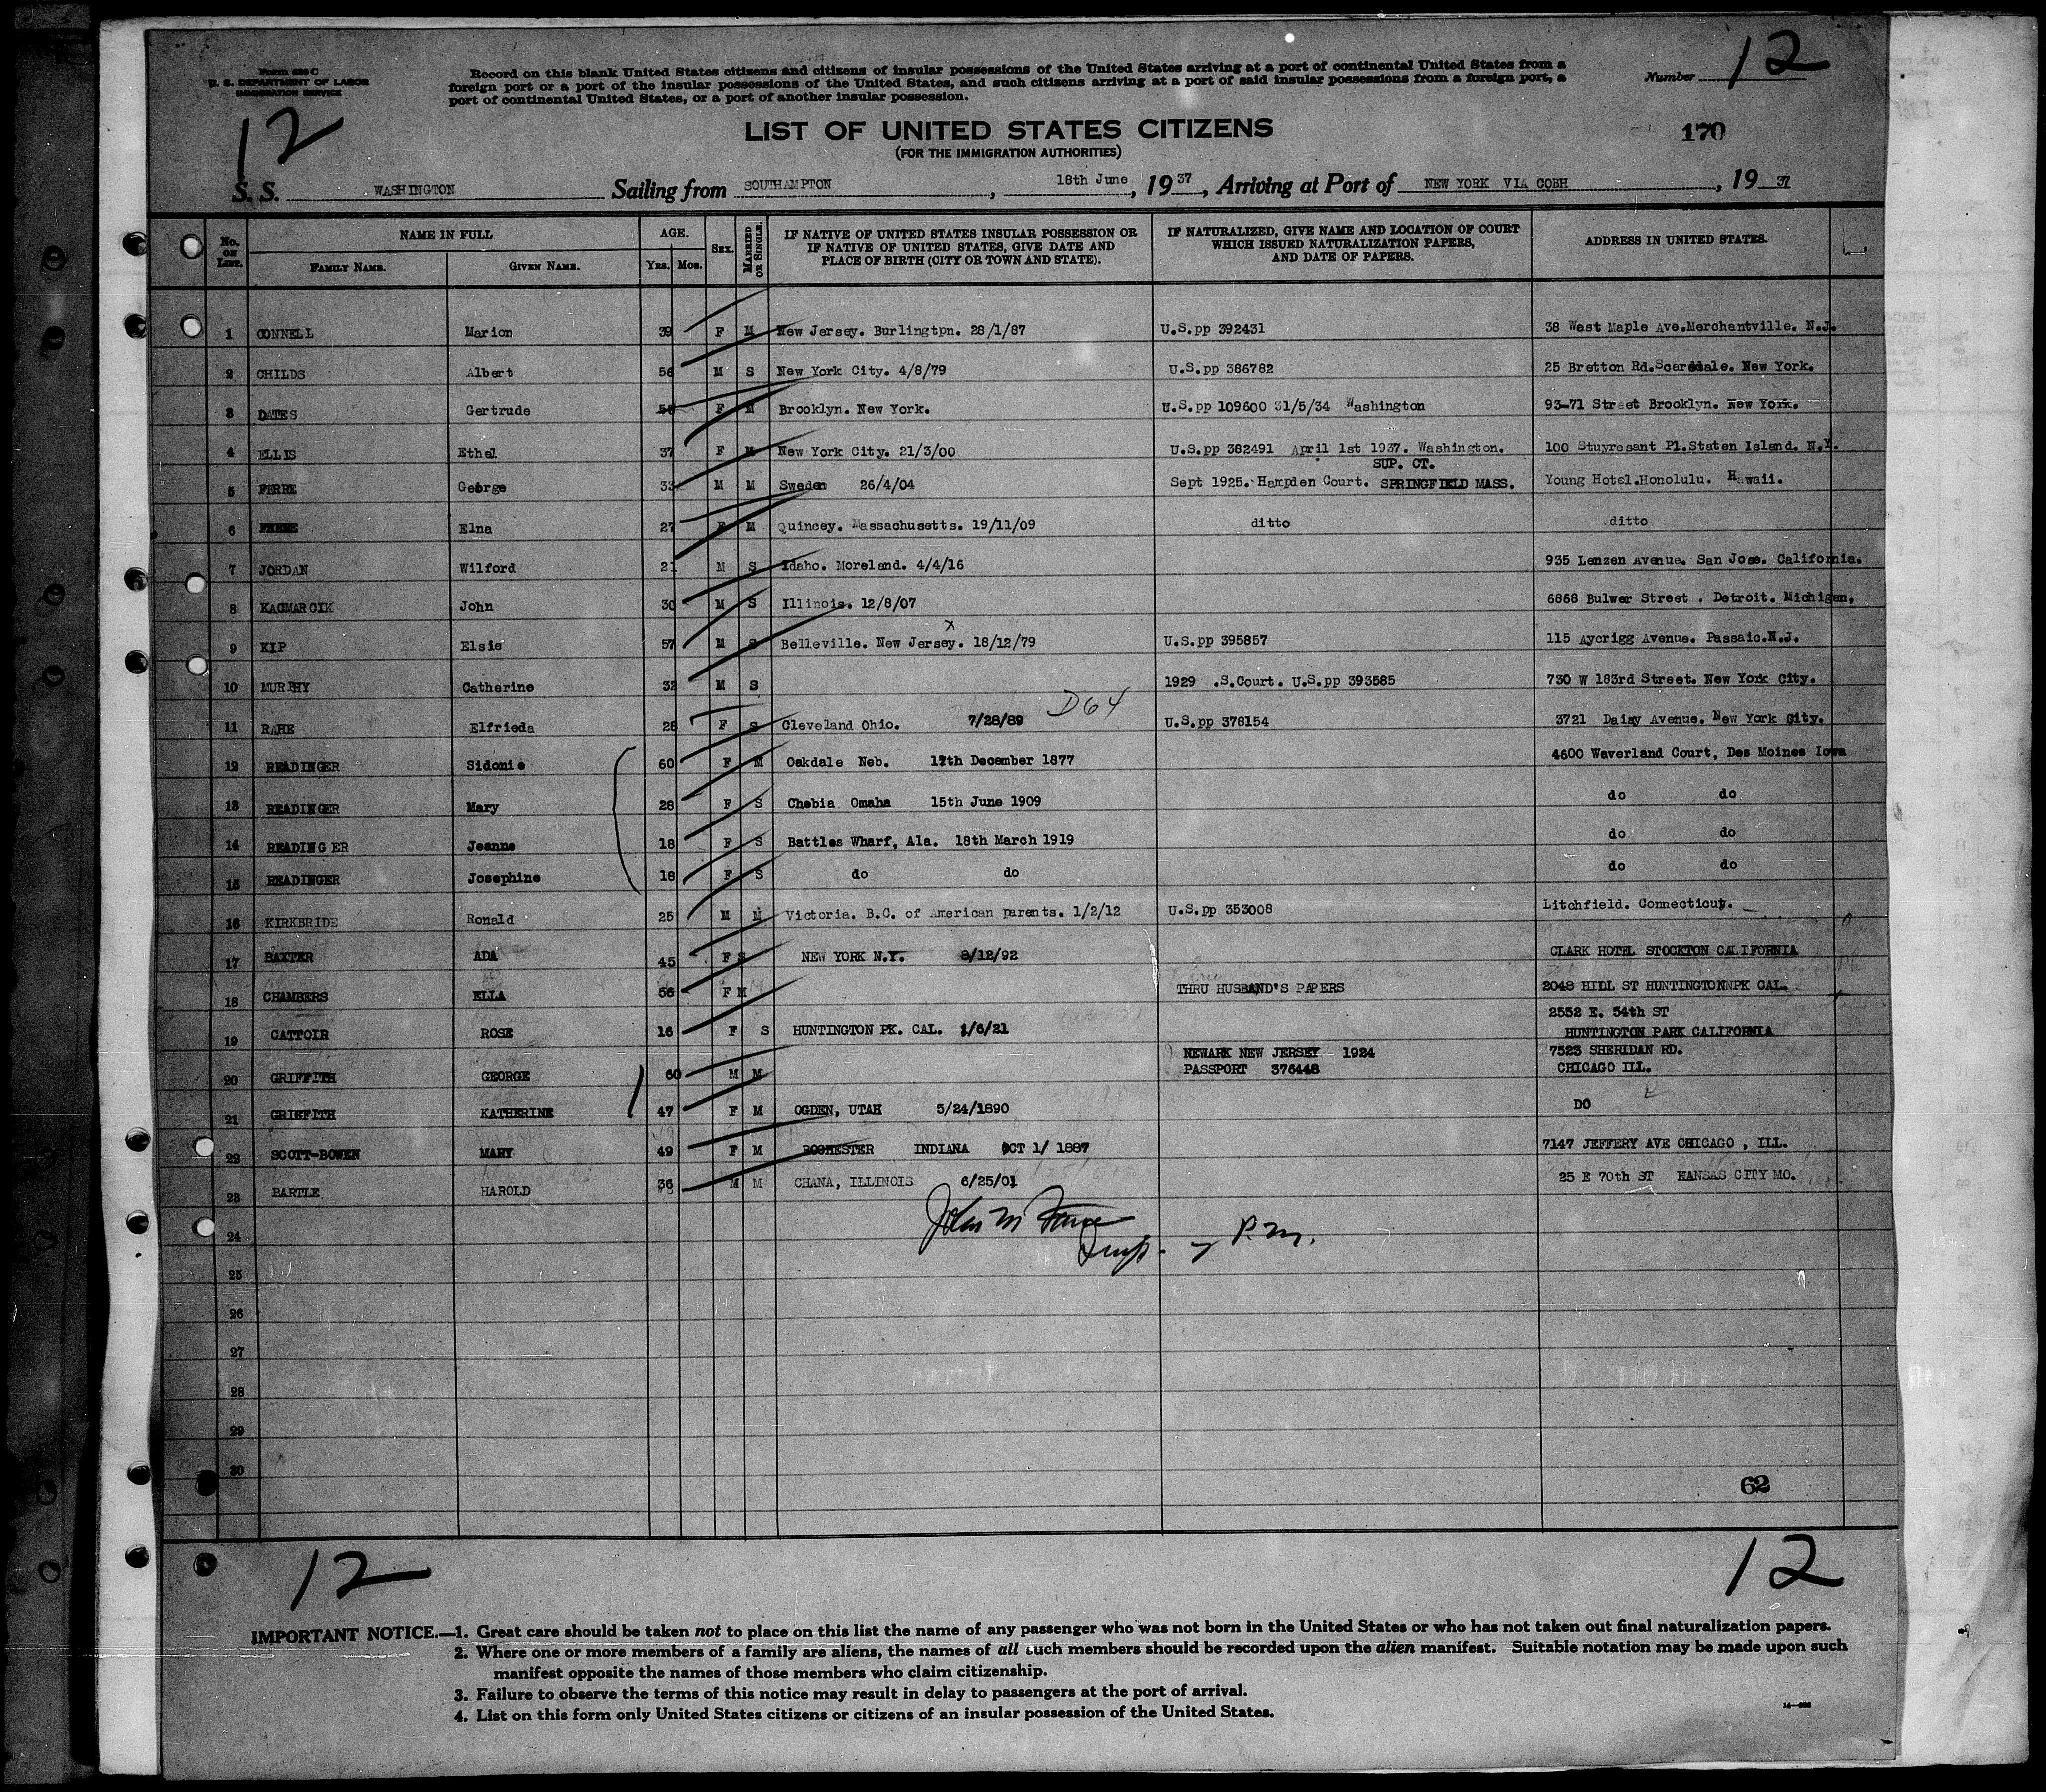 Form 630 C
U. S. DEPARTMENT OF LABOR
IMMIGRATION SERVICE
Record on this blank United States citizens and citizens of insular possessions of the United States arriving at a port of continental United States from a
foreign port or a port of the insular possessions of the United States, and such citizens arriving at a port of said insular possessions from a foreign port, a
port of continental United States, or a port of another insular possession.
Number 12
12
LIST OF UNITED STATES CITIZENS
170
(FOR THE IMMIGRATION AUTHORITIES)
S. S. WASHINGTON Sailing from SOUTHAMPTON, 18th June, 1937, Arriving at Port of NEW YORK VIA COBH, 1937
No. on List. NAME IN FULL FAMILY NAME. GIVEN NAME. AGE. Yrs. Mos. SEX. MARRIED OR SINGLE. IF NATIVE OF UNITED STATES INSULAR POSSESSION OR IF NATIVE OF UNITED STATES, GIVE DATE AND PLACE OF BIRTH (CITY OR TOWN AND STATE). IF NATURALIZED, GIVE NAME AND LOCATION OF COURT WHICH ISSUED NATURALIZATION PAPERS, AND DATE OF PAPERS. ADDRESS IN UNITED STATES.
1 CONNELL Marion 39 F M New Jersey. Burlingtpn. 28/1/87 U.S.pp 392431 38 West Maple Ave.Merchantville. N.J.
2 CHILDS Albert 56 M S New York City. 4/8/79 U.S.pp 386782 25 Bretton Rd.Scarsdale. New York.
3 DATES Gertrude 56 F M Brooklyn. New York. U.S.pp 109600 31/5/34 Washington 93-71 Street Brooklyn. New York.
4 ELLIS Ethel 37 F M New York City. 21/3/00 U.S.pp 382491 April 1st 1937. Washington. 100 Stuyresant Pl.Staten Island. N.Y.
5 George 33 M M Sweden 26/4/04 Sept 1925. Hampden Court. SUP. CT. SPRINGFIELD MASS. Young Hotel.Honolulu. Hawaii.
6 Elna 27 F M Quincey. Massachusetts. 19/11/09 ditto ditto
7 JORDAN Wilford 21 M S Idaho. Moreland. 4/4/16 935 Lenzen Avenue. San Jose. California.
8 KACMARCIK John 30 M S Illinois. 12/8/07 6868 Bulwer Street . Detroit. Michigan,
9 KIP Elsie 57 M S Belleville. New Jersey. x 18/12/79 U.S.pp 395857 115 Aycrigg Avenue. Passaic.N.J.
10 MURPHY Catherine 32 M S 1929 .S.Court. U.S.pp 393585 730 W 183rd Street. New York City.
11 RAHE Elfrieda 28 F S Cleveland Ohio. 7/28/89 D64 U.S.pp 378154 3721 Daisy Avenue. New York City.
12 READINGER Sidonie 60 F M Oakdale Neb. 17th December 1877 4600 Waverland Court, Des Moines Iowa
13 READINGER Mary 28 F S Chebia Omaha 15th June 1909 do do
14 READINGER Jeanne 18 F S Battles Wharf, Ala. 18th March 1919 do do
15 READINGER Josephine 18 F S do do do do
16 KIRKBRIDE Ronald 25 M M Victoria. B.C. of American parents. 1/2/12 U.S.pp 353008 Litchfield. Connecticut.
17 BAXTER ADA 45 F S NEW YORK N.Y. 8/12/92 CLARK HOTEL STOCKTON CALIFORNIA
18 CHAMBERS ELLA 56 F M THRU HUSBAND'S PAPERS 2048 HILL ST HUNTINGTONNPK CAL.
19 CATTOIR ROSE 16 F S HUNTINGTON PK. CAL. 1/6/21 2552 E. 54th ST HUNTINGTON PARK CALIFORNIA
20 GRIFFITH GEORGE 60 M M NEWARK NEW JERSEY 1924 PASSPORT 376448 7523 SHERIDAN RD. CHICAGO ILL.
21 GRIFFITH KATHERINE 47 F M OGDEN, UTAH 5/24/1890 DO
22 SCOTT-BOWEN MARY 49 F M ROCHESTER INDIANA OCT 1/ 1887 7147 JEFFERY AVE CHICAGO , ILL.
23 BARTLE HAROLD 36 M M CHANA, ILLINOIS 6/25/01 25 E 70th ST KANSAS CITY MO.
24 P.M.
25
26
27
28
29
30
62
12
12
IMPORTANT NOTICE.—1. Great care should be taken not to place on this list the name of any passenger who was not born in the United States or who has not taken out final naturalization papers.
2. Where one or more members of a family are aliens, the names of all such members should be recorded upon the alien manifest. Suitable notation may be made upon such
manifest opposite the names of those members who claim citizenship.
3. Failure to observe the terms of this notice may result in delay to passengers at the port of arrival.
4. List on this form only United States citizens or citizens of an insular possession of the United States.